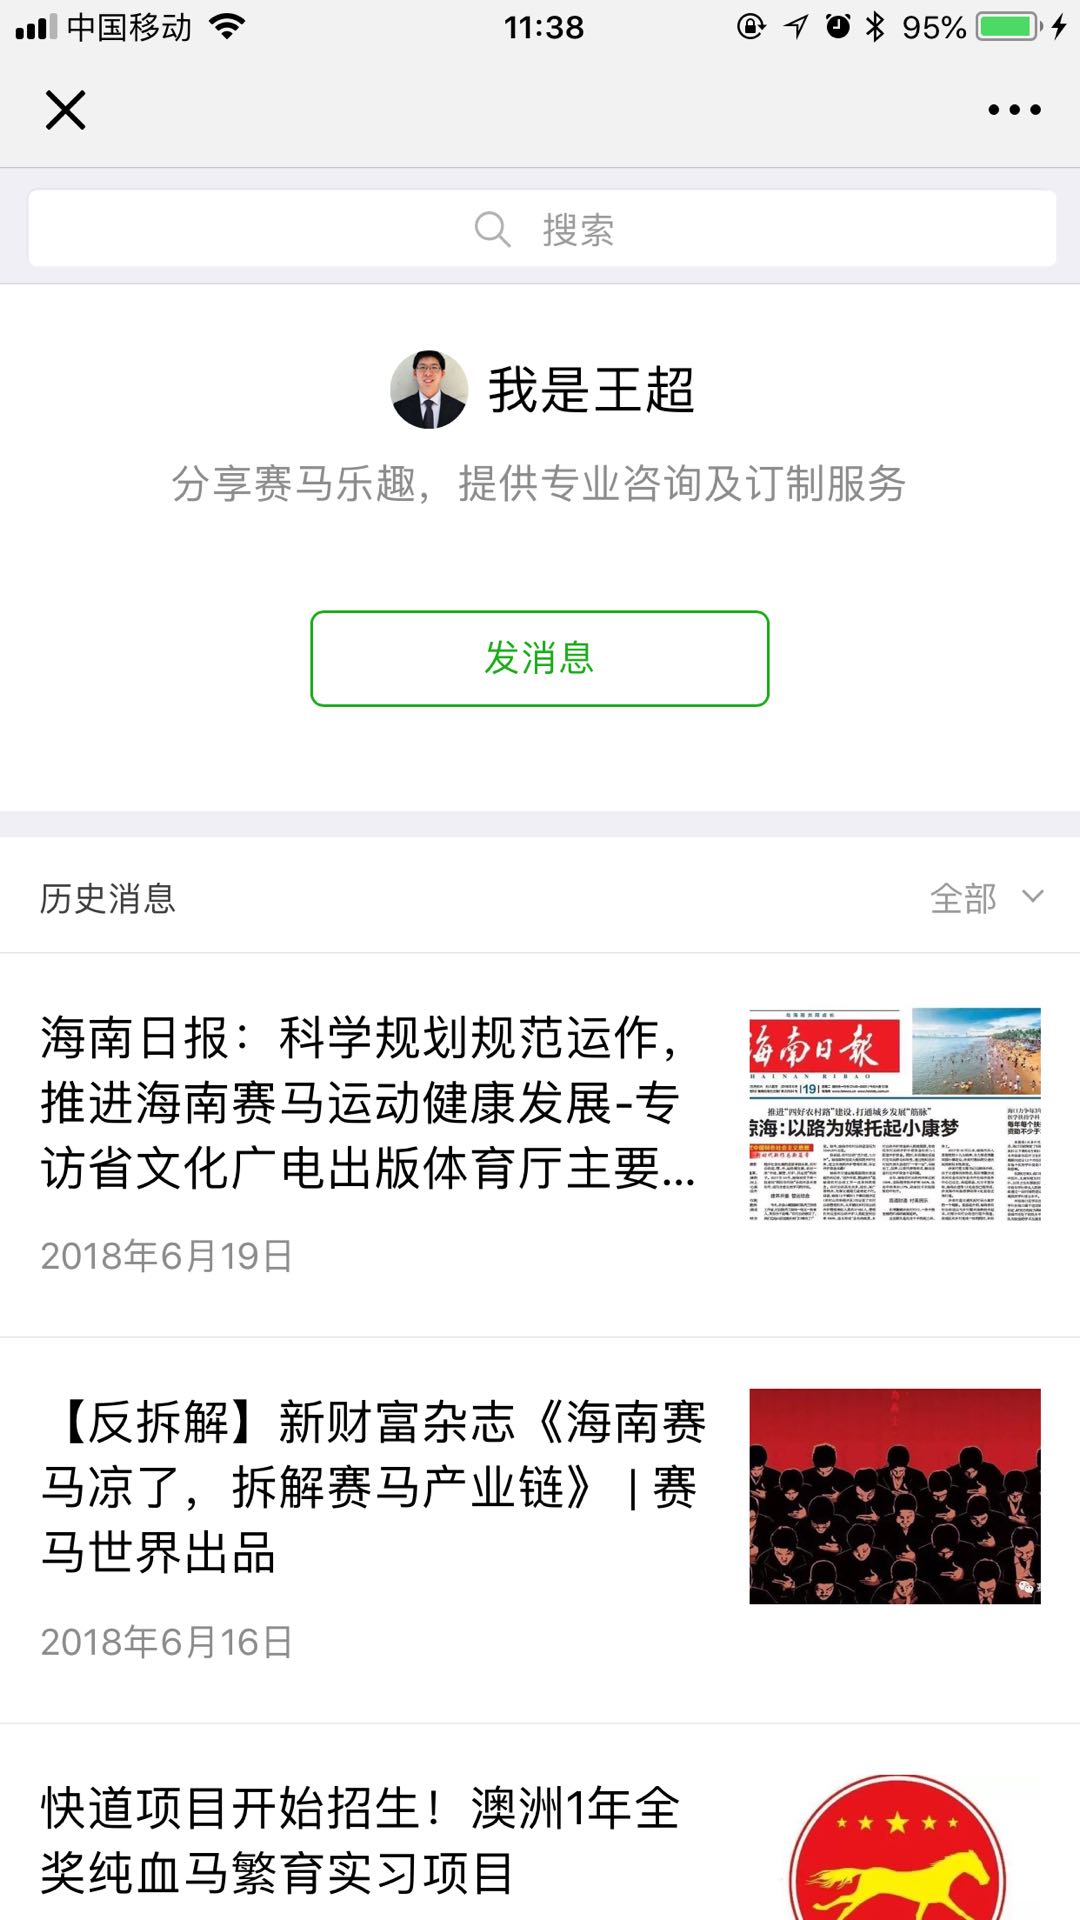 中国移动
11:38
95%
搜索
我是王超
分享赛马乐趣，提供专业咨询及订制服务
发消息
历史消息
全部
海南日报：科学规划规范运作，
推进海南赛马运动健康发展-专
访省文化广电出版体育厅主要...
海南日报
HAINAN RIBAO
19
推进“四好农村路”建设，打通城乡发展“筋脉”
琼海:以路为媒托起小康梦
2018年6月19日
【反拆解】新财富杂志《海南赛
马凉了，拆解赛马产业链》 | 赛
马世界出品
2018年6月16日
快道项目开始招生！澳洲1年全
奖纯血马繁育实习项目